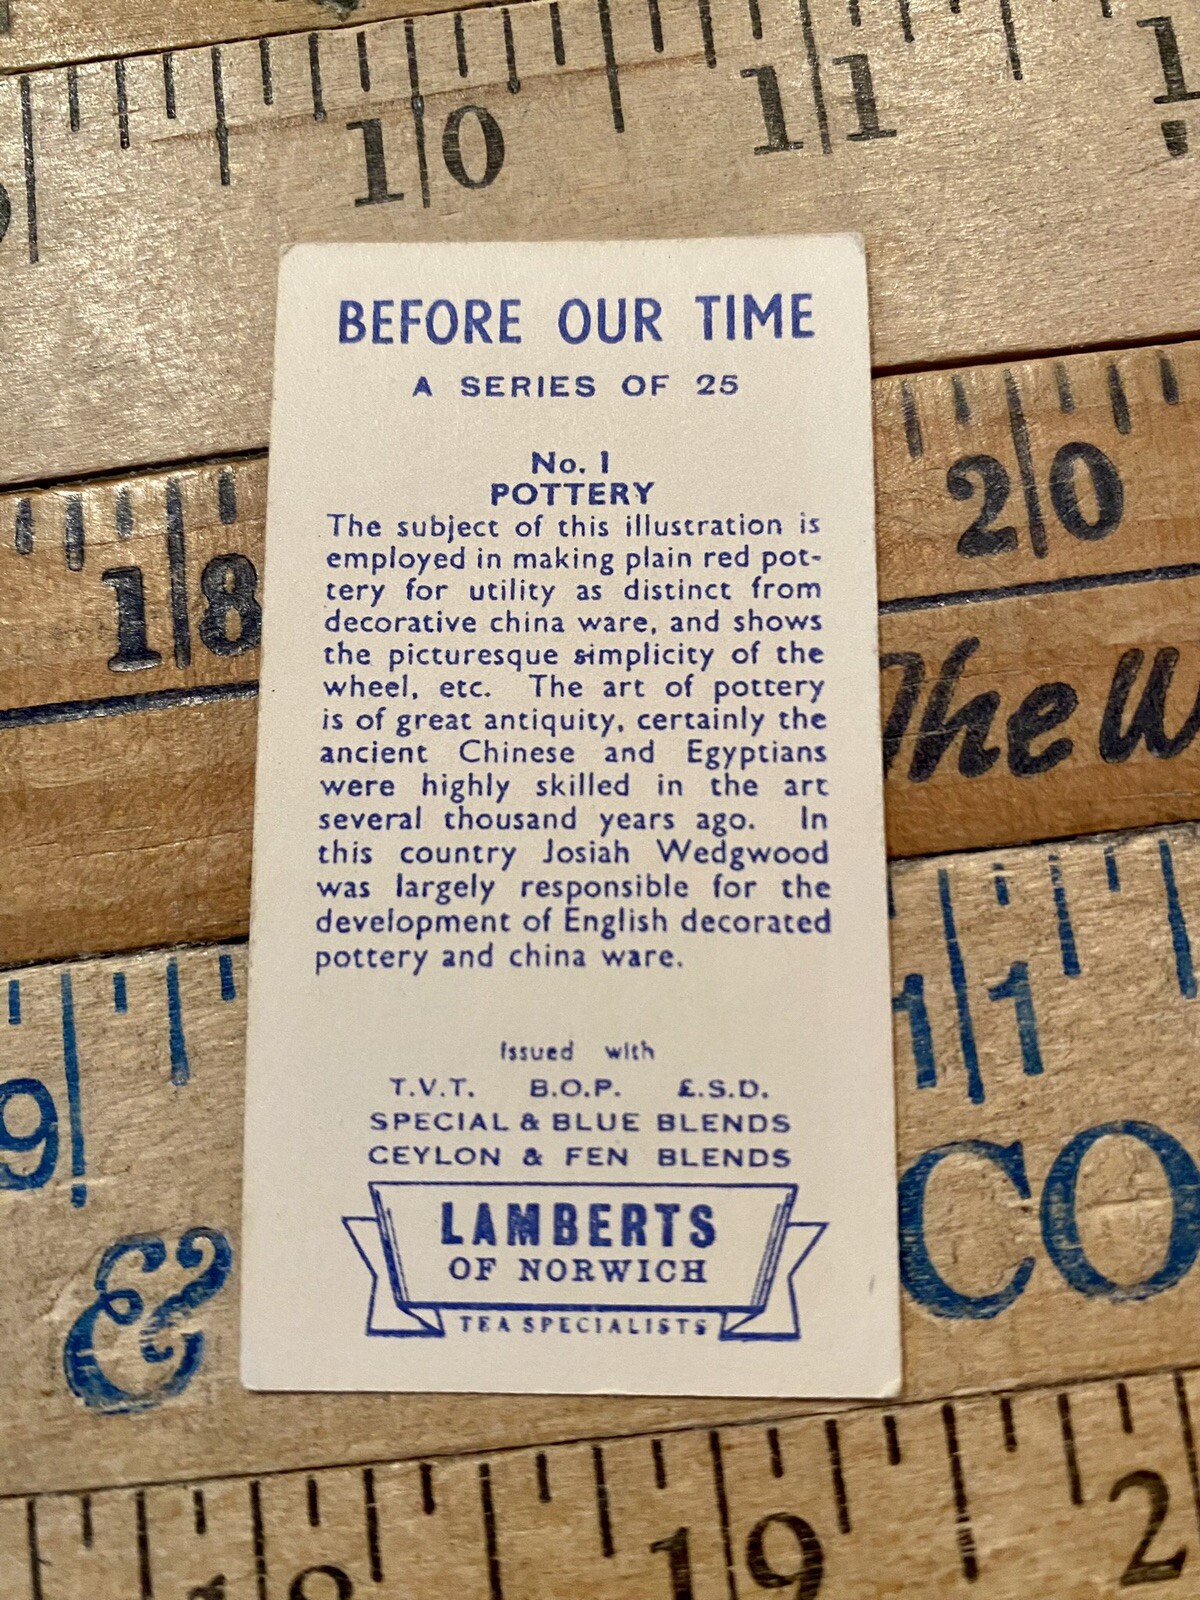 10
11
BEFORE OUR TIME
A SERIES OF 25
No. 1
POTTERY
The subject of this illustration is
employed in making plain red pot-
tery for utility as distinct from
decorative china ware, and shows
the picturesque simplicity of the
wheel, etc. The art of pottery
is of great antiquity, certainly the
ancient Chinese and Egyptians
were highly skilled in the art
several thousand years ago. In
this country Josiah Wedgwood
was largely responsible for the
development of English decorated
pottery and china ware.
Issued with
T.V.T. B.O.P. £.S.D.
SPECIAL & BLUE BLENDS
CEYLON & FEN BLENDS
LAMBERTS
OF NORWICH
TEA SPECIALISTS
18
20
The W
9
11
&
CO
19
2